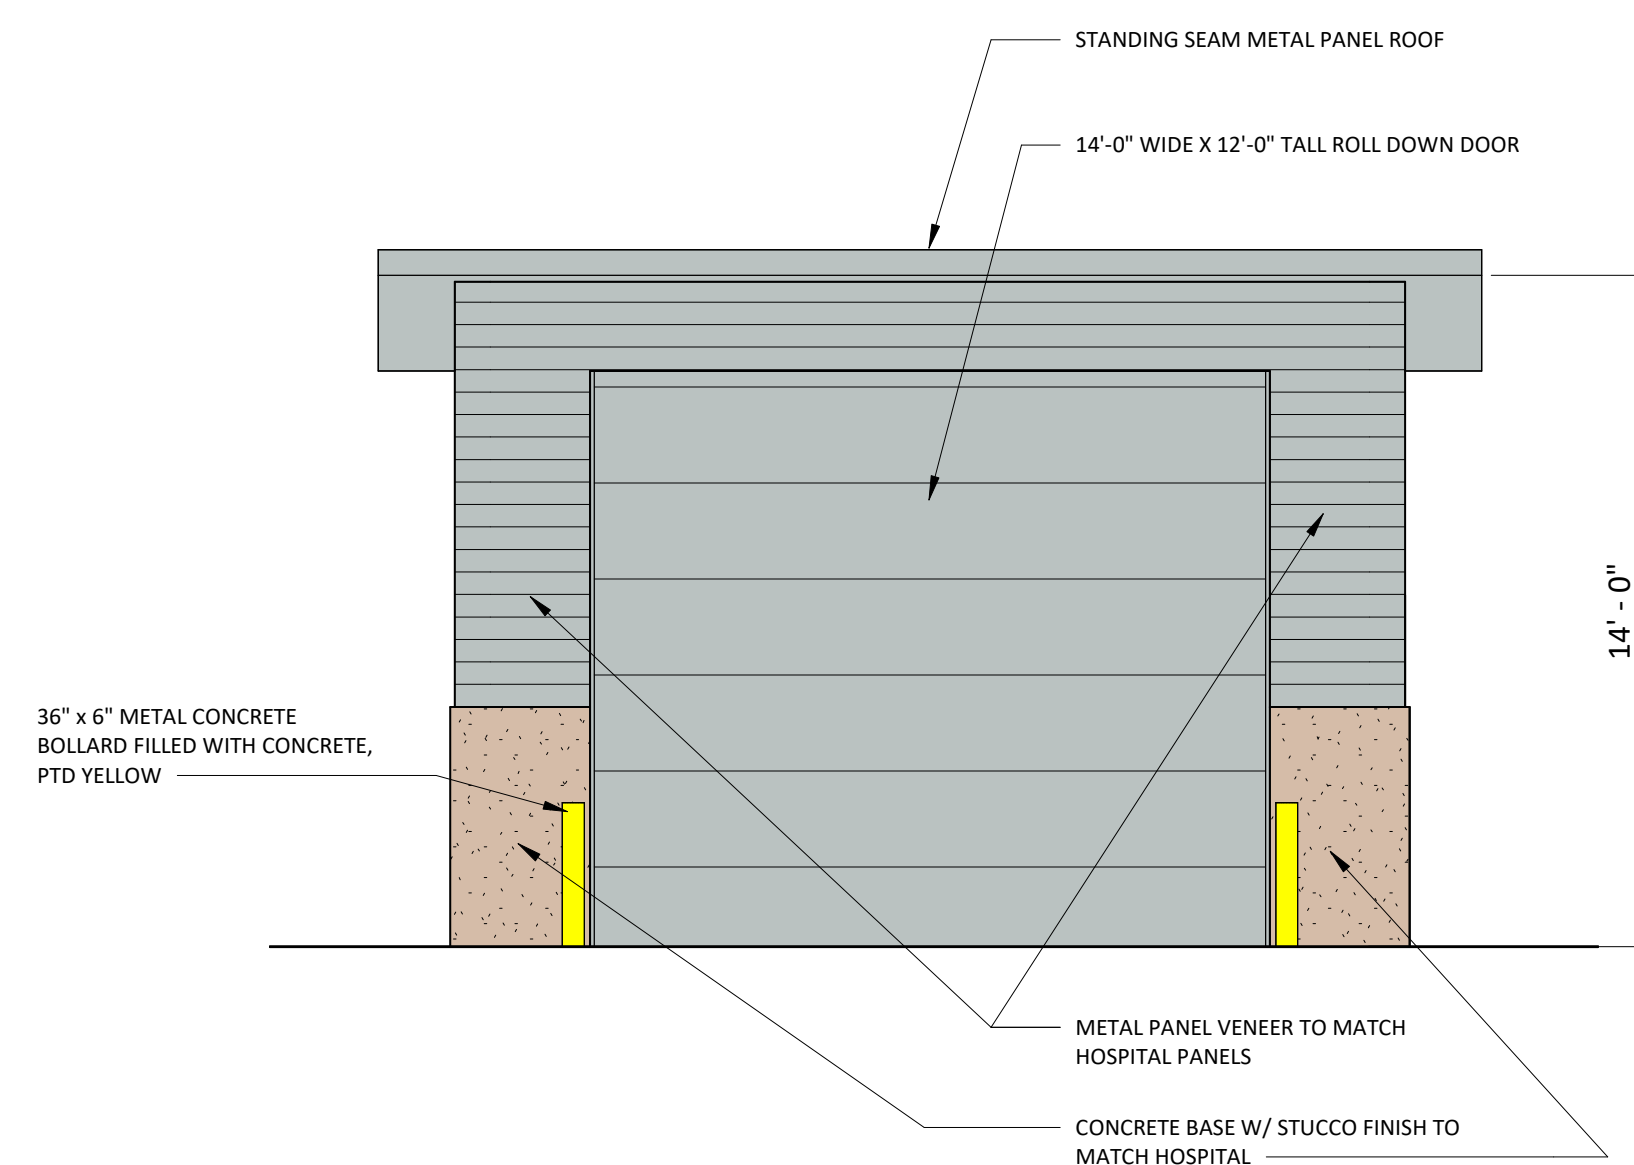 STANDING SEAM METAL PANEL ROOF
14'-0" WIDE X 12'-0" TALL ROLL DOWN DOOR
14' - 0"
36" x 6" METAL CONCRETE
BOLLARD FILLED WITH CONCRETE,
PTD YELLOW
METAL PANEL VENEER TO MATCH
HOSPITAL PANELS
CONCRETE BASE W/ STUCCO FINISH TO
MATCH HOSPITAL